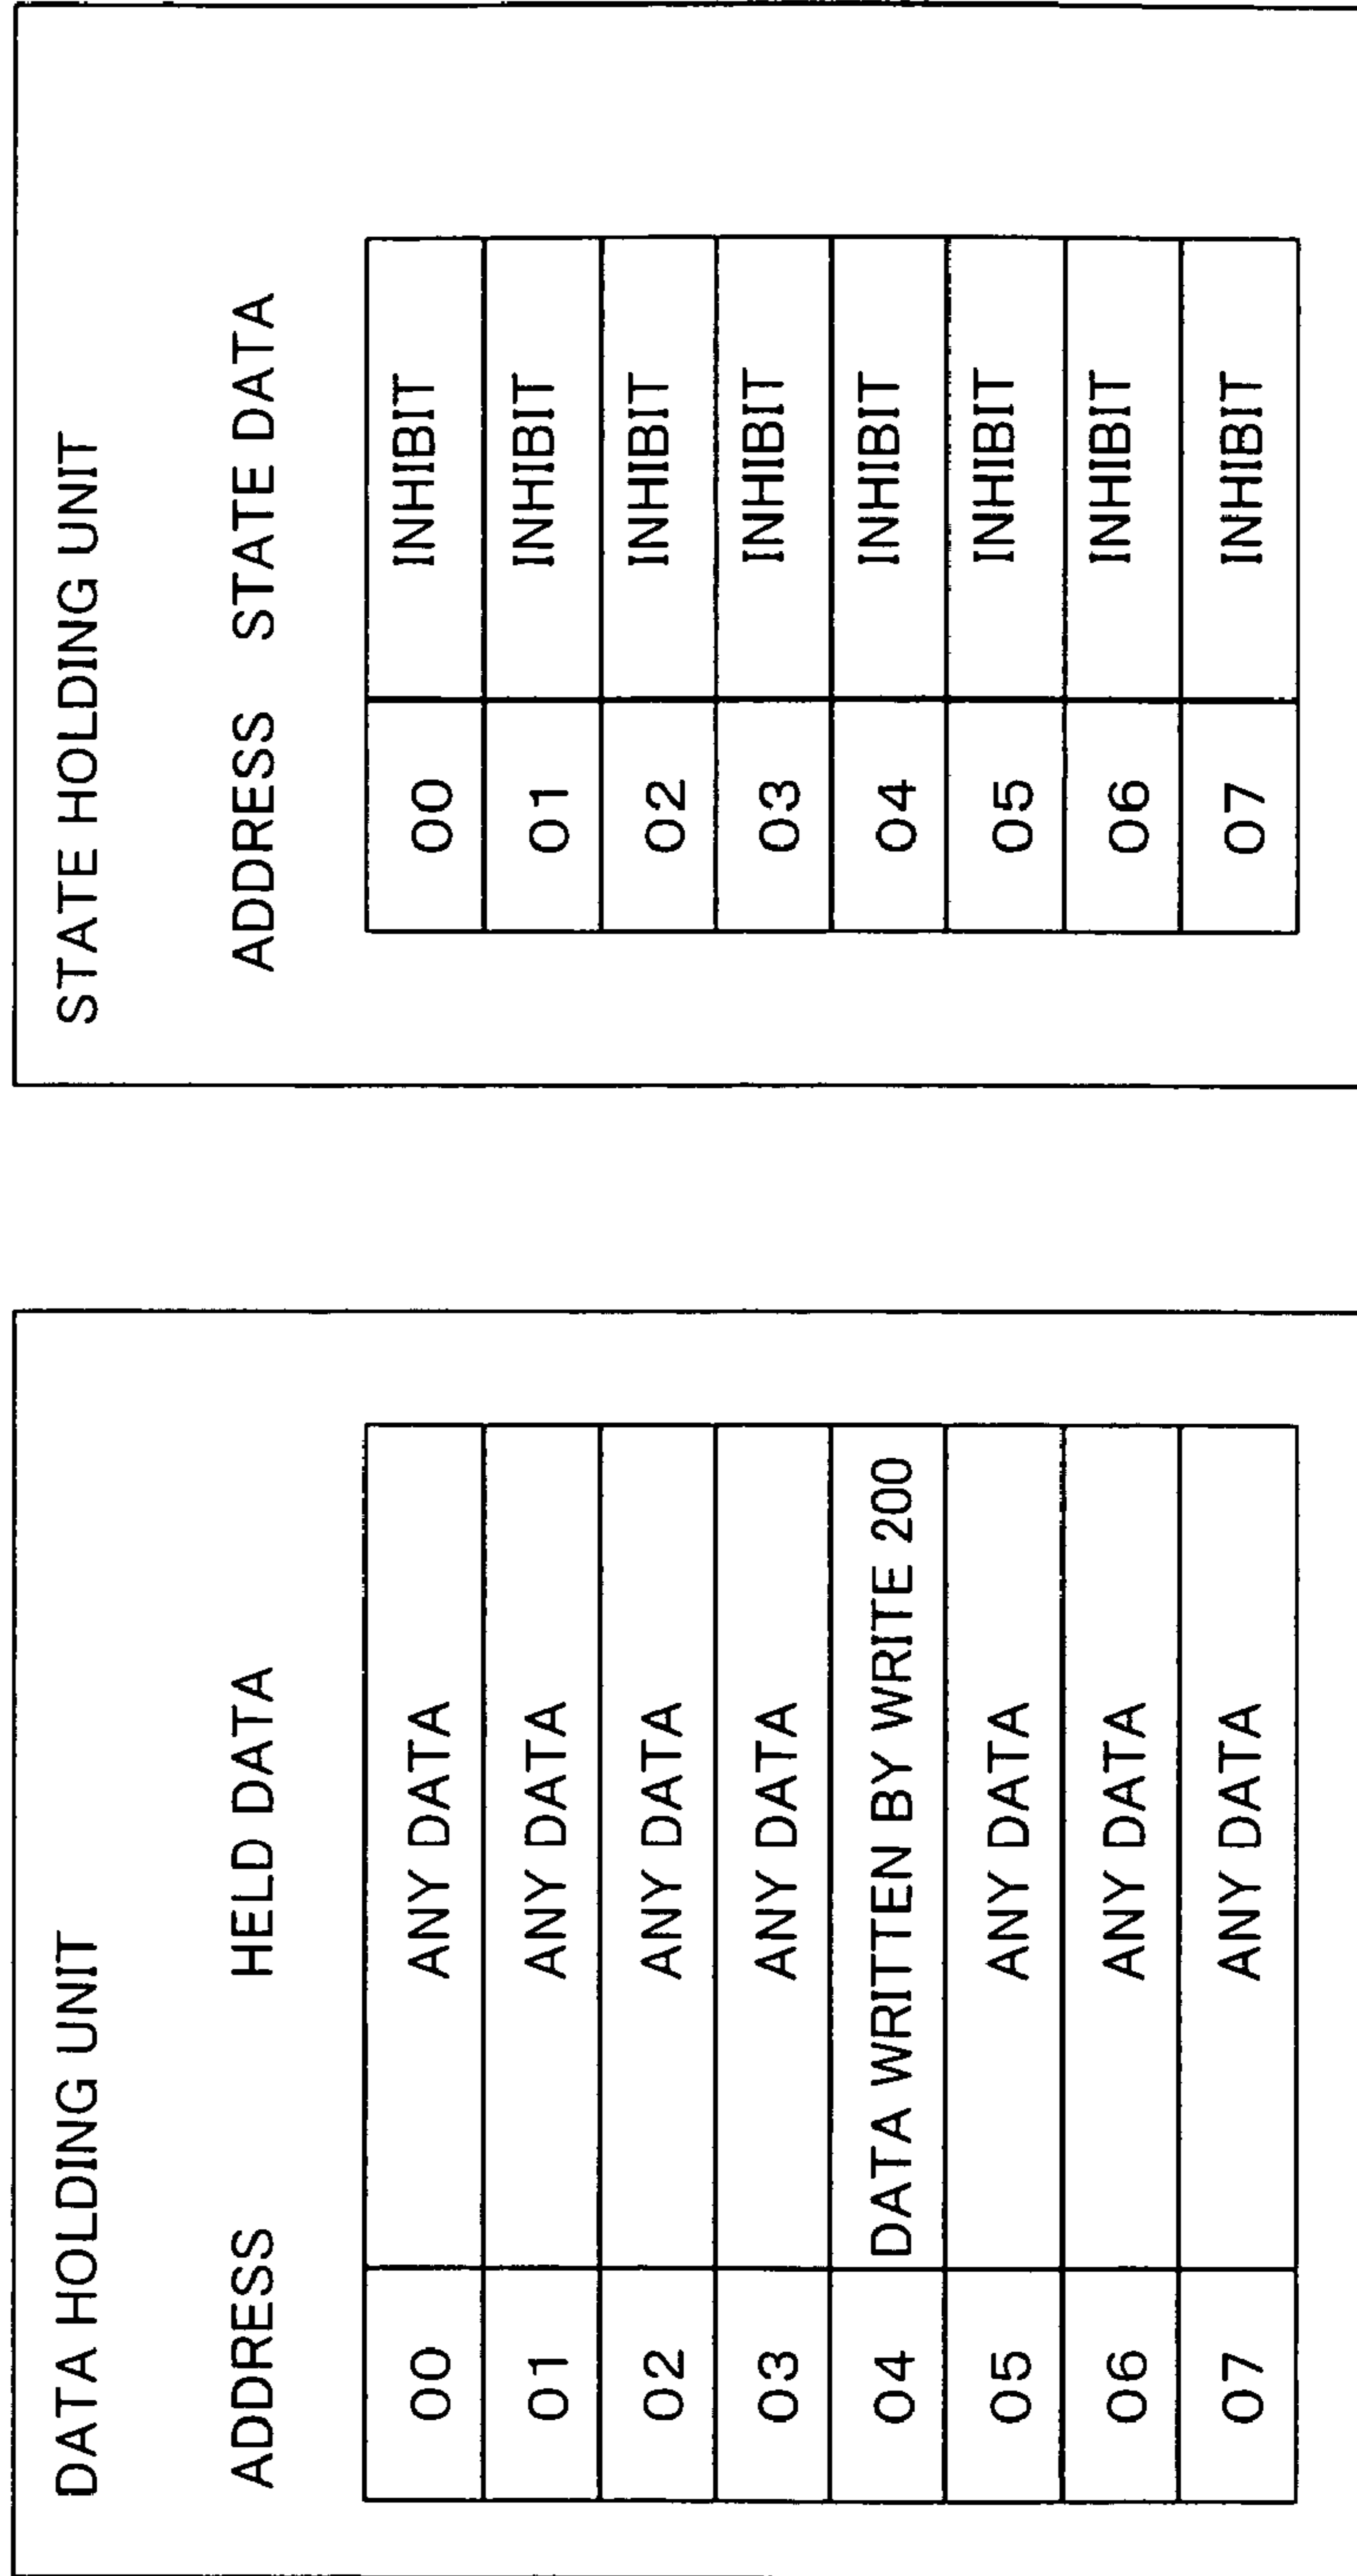 DATA HOLDING UNIT
ADDRESS HELD DATA
00 ANY DATA
01 ANY DATA
02 ANY DATA
03 ANY DATA
04 DATA WRITTEN BY WRITE 200
05 ANY DATA
06 ANY DATA
07 ANY DATA
STATE HOLDING UNIT
ADDRESS STATE DATA
00 INHIBIT
01 INHIBIT
02 INHIBIT
03 INHIBIT
04 INHIBIT
05 INHIBIT
06 INHIBIT
07 INHIBIT